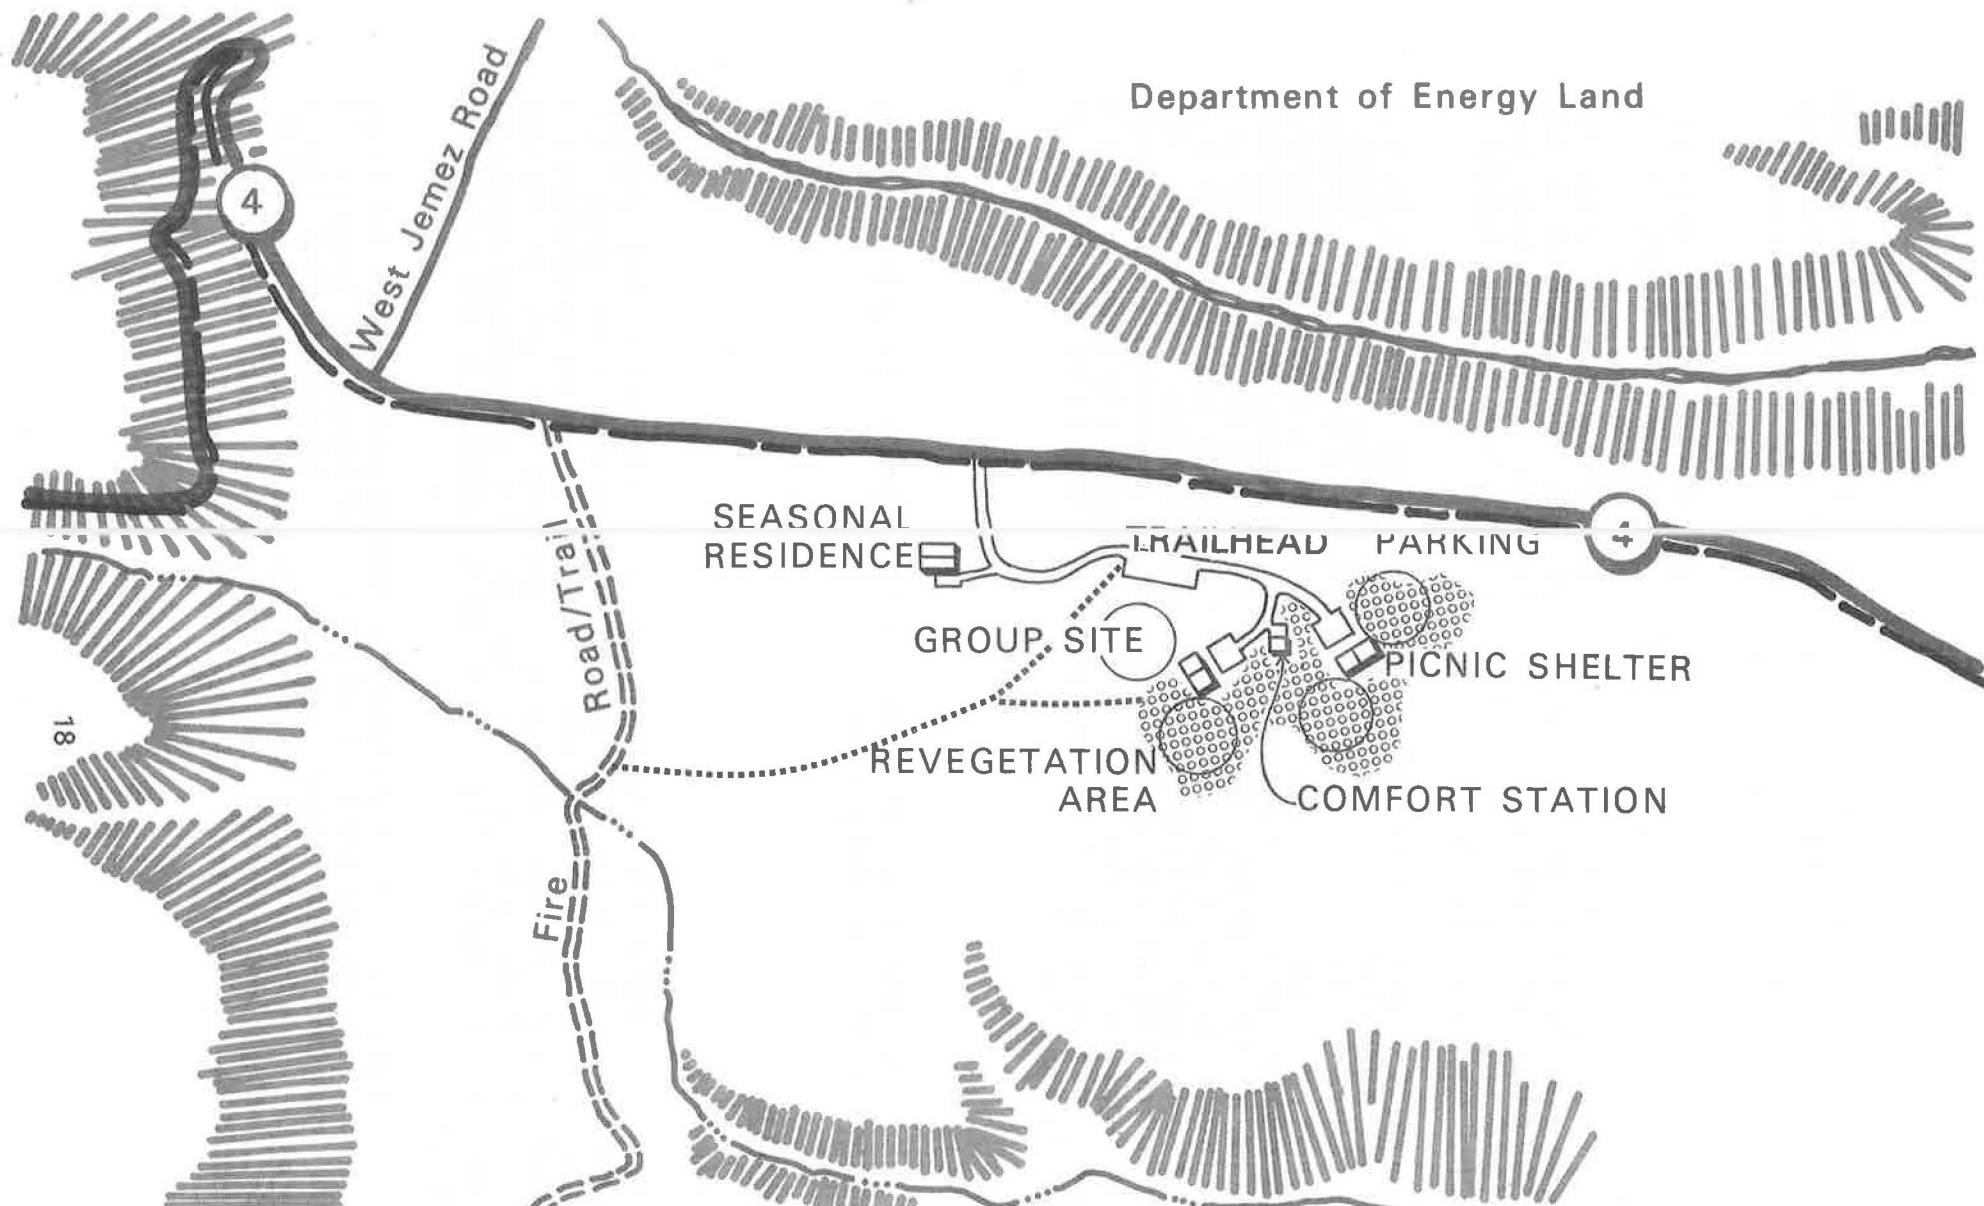 Department of Energy Land
West Jemez Road
4
SEASONAL
RESIDENCE
TRAILHEAD PARKING
4
Road/Trail
GROUP SITE
PICNIC SHELTER
18
REVEGETATION
AREA
COMFORT STATION
Fire